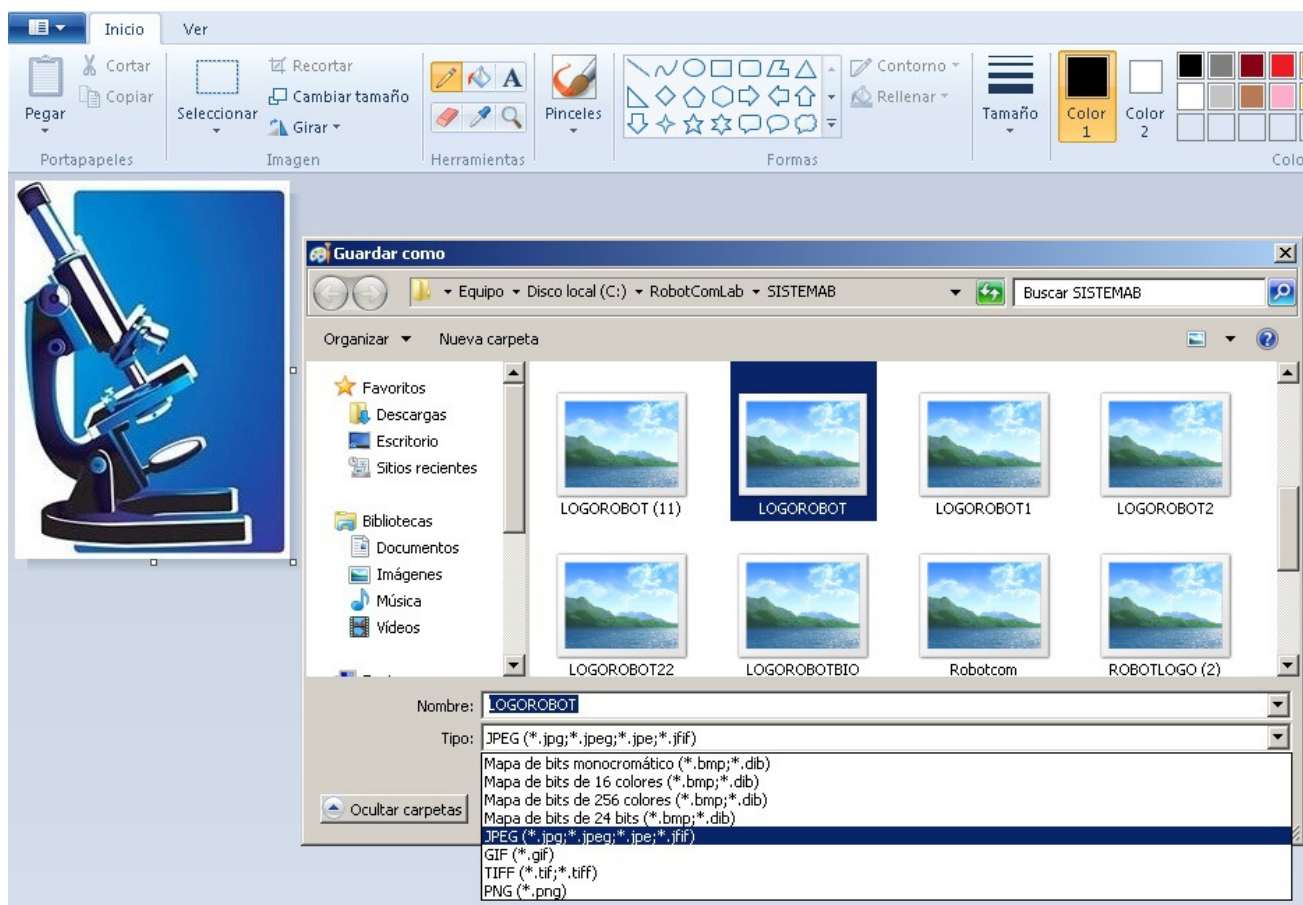 Inicio Ver
Cortar
Copiar
Pegar
Portapapeles
Seleccionar
Recortar
Cambiar tamaño
Girar
Imagen
A
Herramientas
Pinceles
Contorno
Rellenar
Formas
Tamaño
Color 1
Color 2
Colo
Guardar como
Equipo Disco local (C:) RobotComLab SISTEMAB
Buscar SISTEMAB
Organizar Nueva carpeta
Favoritos
Descargas
Escritorio
Sitios recientes
Bibliotecas
Documentos
Imágenes
Música
Vídeos
LOGOROBOT (11) LOGOROBOT LOGOROBOT1 LOGOROBOT2
LOGOROBOT22 LOGOROBOTBIO Robotcom ROBOTLOGO (2)
Nombre: LOGOROBOT
Tipo: JPEG (*.jpg;*.jpeg;*.jpe;*.jfif)
Mapa de bits monocromático (*.bmp;*.dib)
Mapa de bits de 16 colores (*.bmp;*.dib)
Mapa de bits de 256 colores (*.bmp;*.dib)
Mapa de bits de 24 bits (*.bmp;*.dib)
JPEG (*.jpg;*.jpeg;*.jpe;*.jfif)
GIF (*.gif)
TIFF (*.tif;*.tiff)
PNG (*.png)
Ocultar carpetas